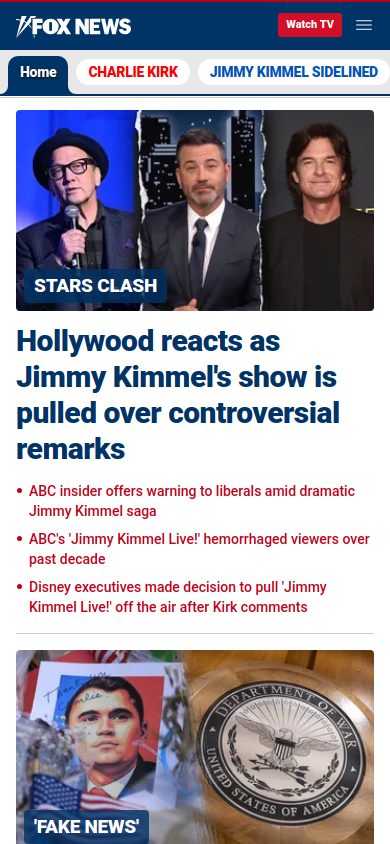 FOX NEWS
Watch TV
Home
CHARLIE KIRK
JIMMY KIMMEL SIDELINED
STARS CLASH
Hollywood reacts as
Jimmy Kimmel's show is
pulled over controversial
remarks
ABC insider offers warning to liberals amid dramatic
Jimmy Kimmel saga
ABC's 'Jimmy Kimmel Live!' hemorrhaged viewers over
past decade
Disney executives made decision to pull 'Jimmy
Kimmel Live!' off the air after Kirk comments
DEPARTMENT OF WAR
UNITED STATES OF AMERICA
'FAKE NEWS'